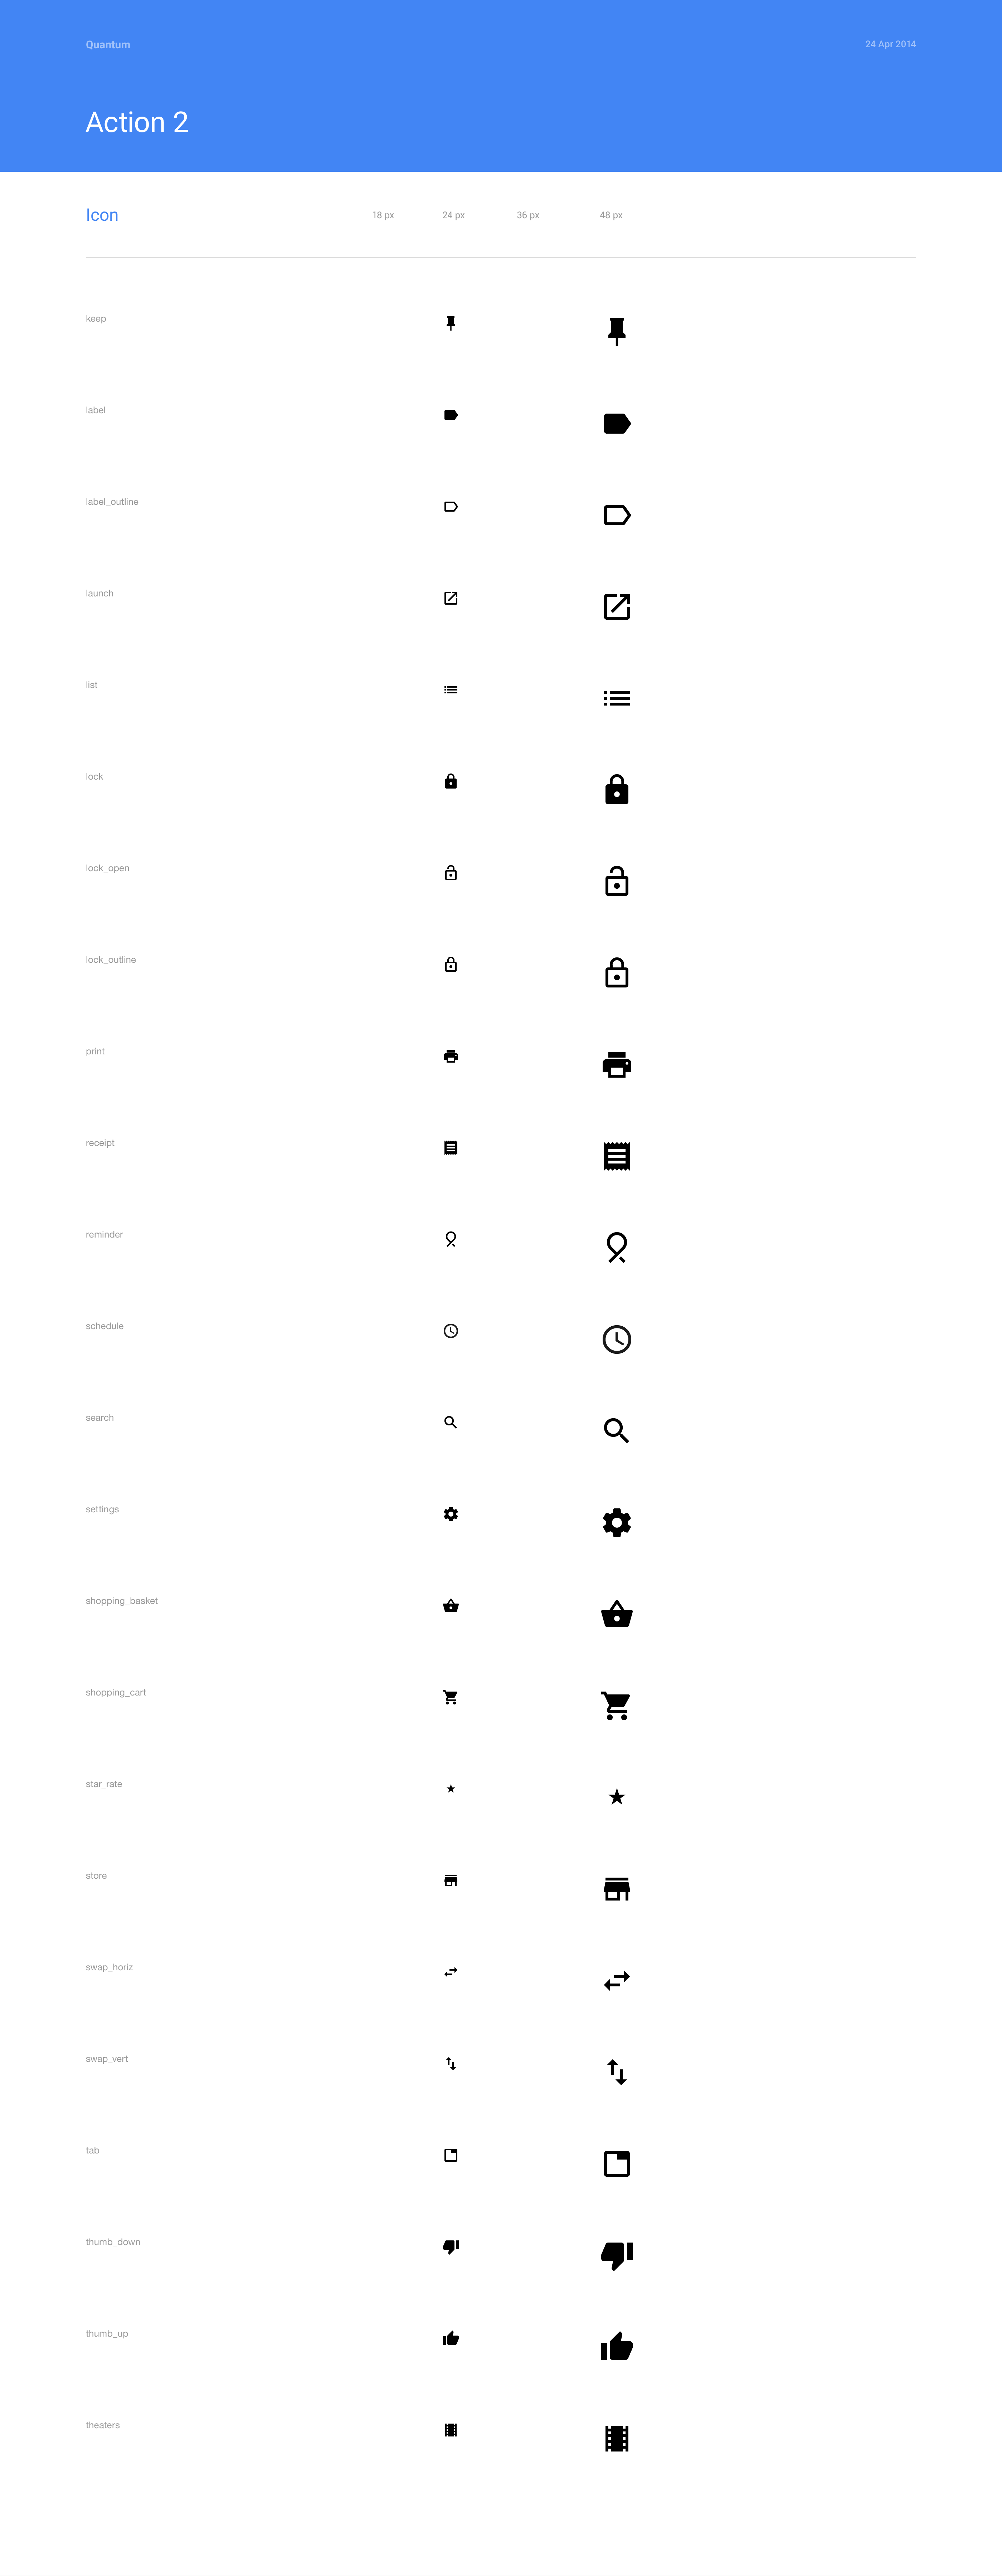 Quantum 24 Apr 2014
Action 2
Icon 18 px 24 px 36 px 48 px
keep
label
label_outline
launch
list
lock
lock_open
lock_outline
print
receipt
reminder
schedule
search
settings
shopping_basket
shopping_cart
star_rate
store
swap_horiz
swap_vert
tab
thumb_down
thumb_up
theaters